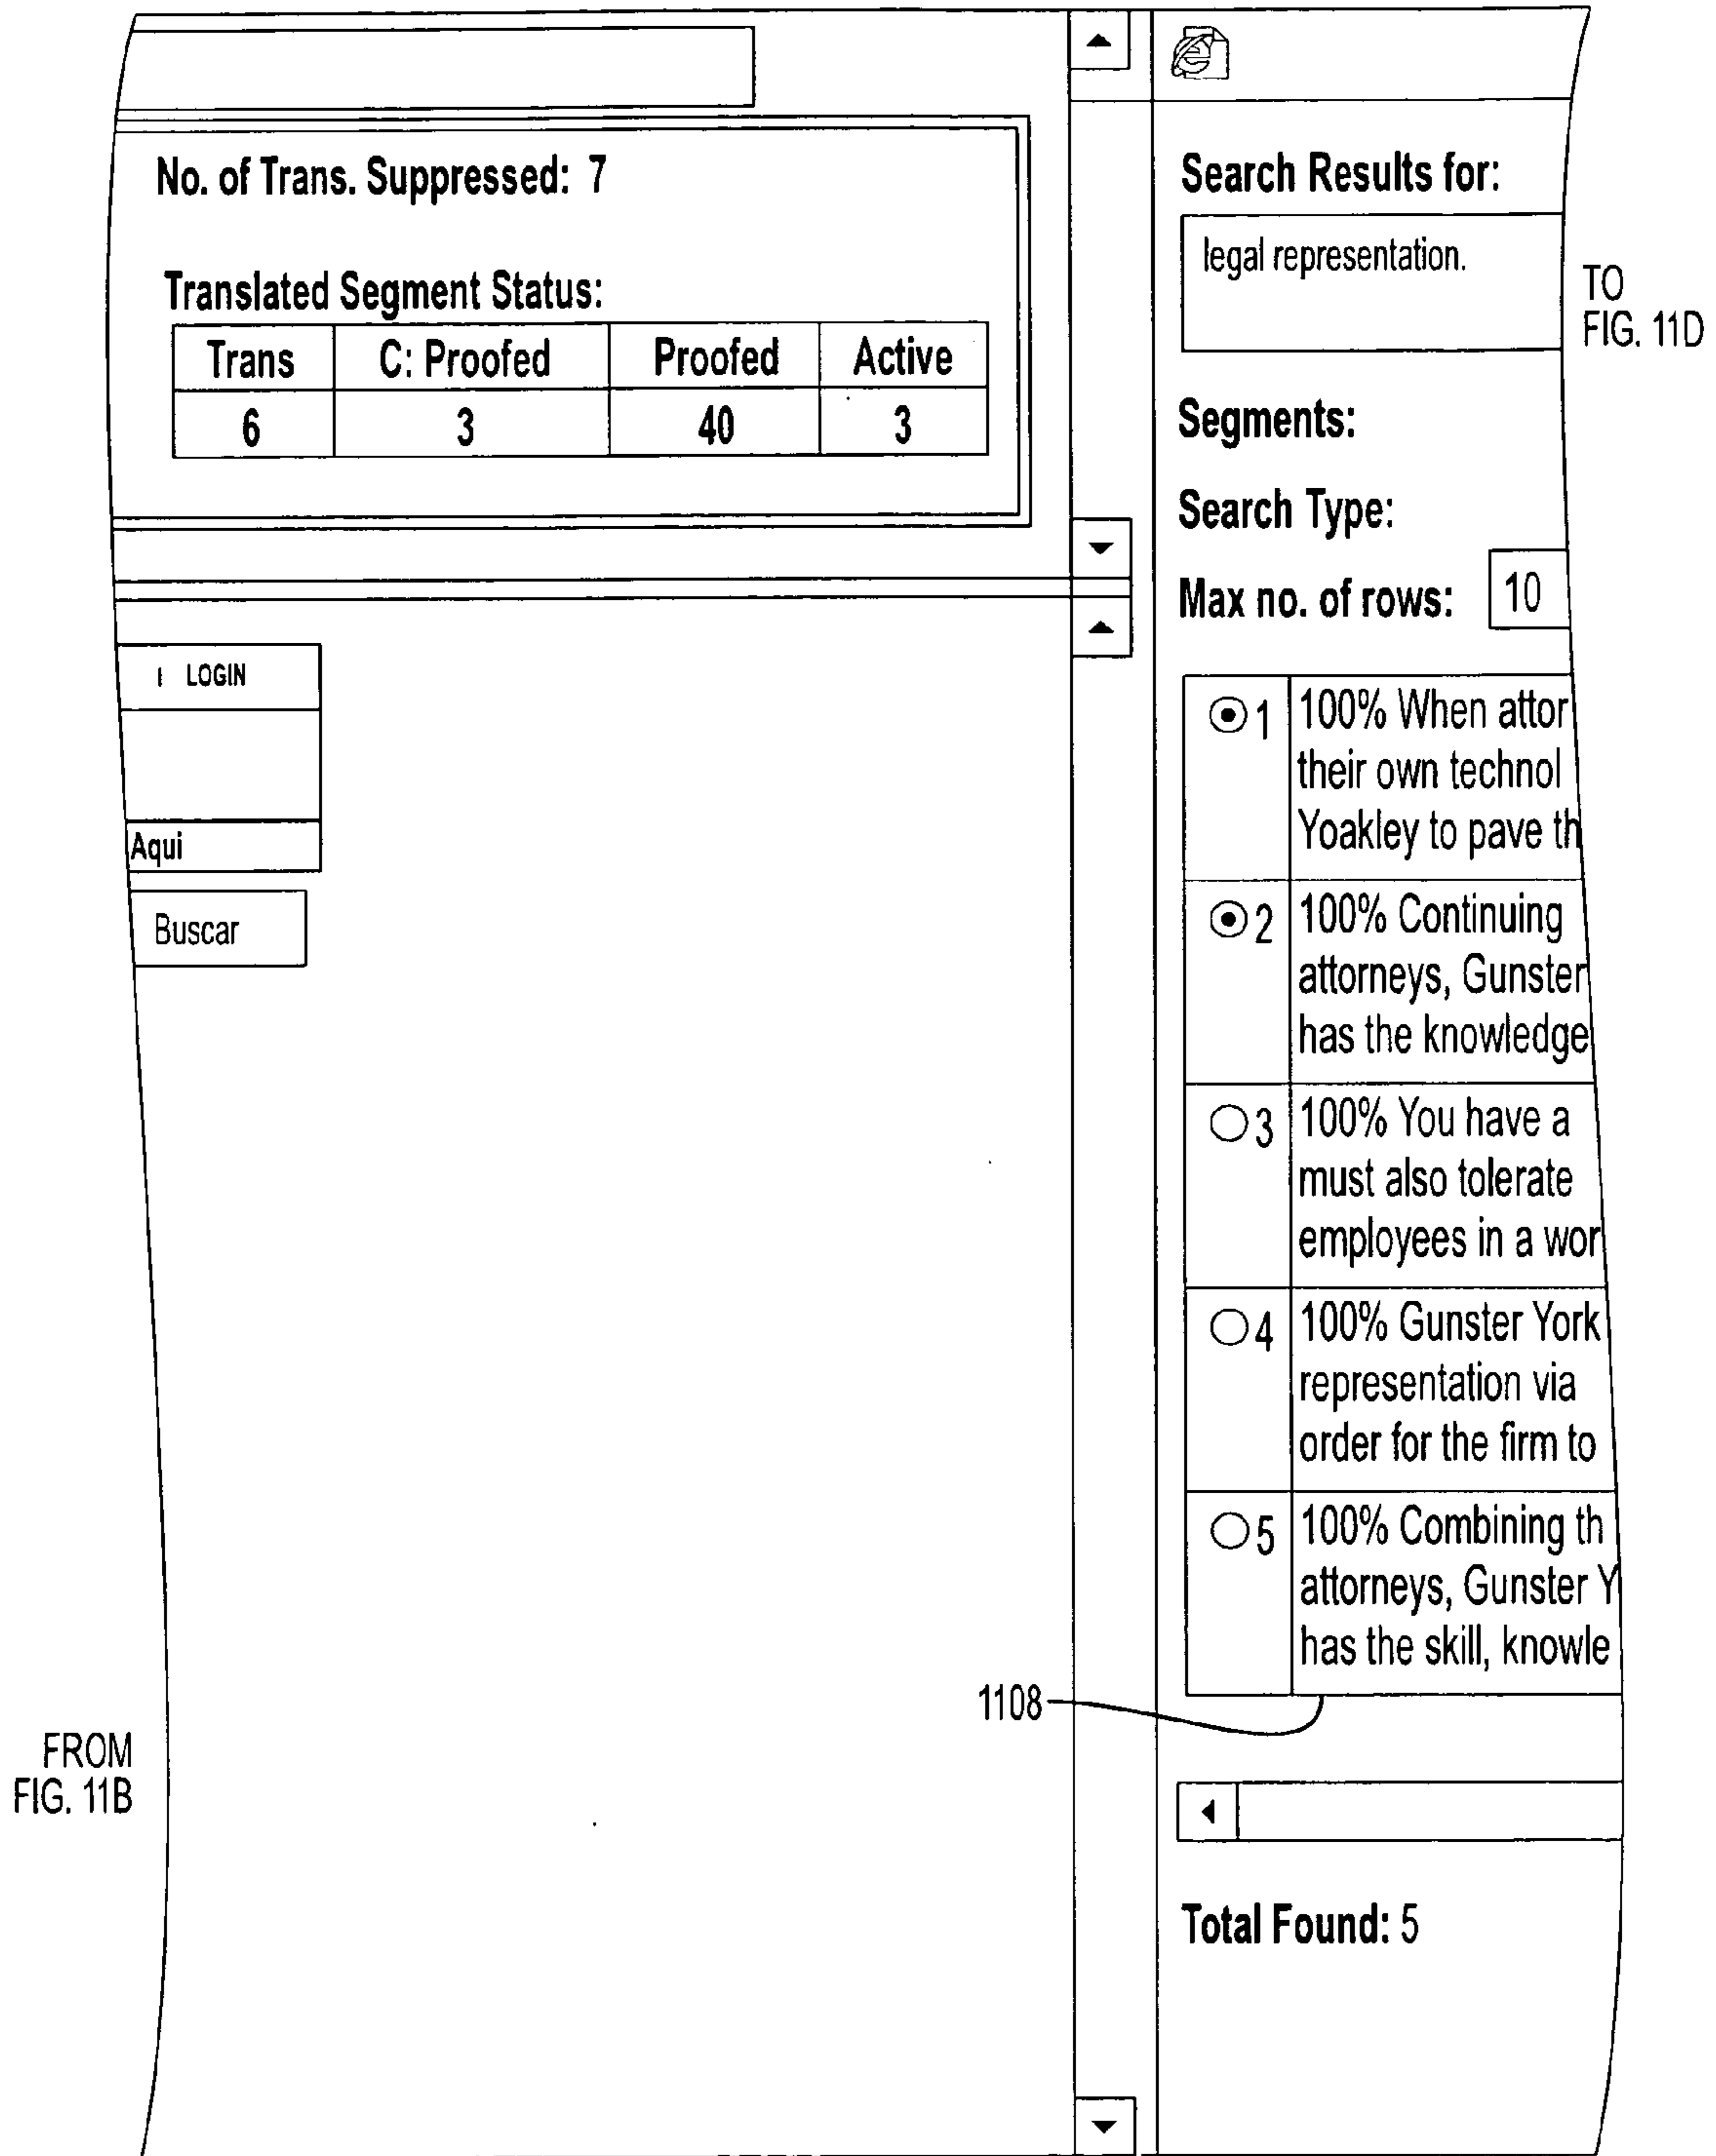 No. of Trans. Suppressed: 7
Translated Segment Status:
Trans C: Proofed Proofed Active
6 3 40 3
I LOGIN
Aqui
Buscar
FROM
FIG. 11B
Search Results for:
legal representation.
TO
FIG. 11D
Segments:
Search Type:
Max no. of rows: 10
1 100% When attor
their own technol
Yoakley to pave th
2 100% Continuing
attorneys, Gunster
has the knowledge
3 100% You have a
must also tolerate
employees in a wor
4 100% Gunster York
representation via
order for the firm to
5 100% Combining th
attorneys, Gunster Y
has the skill, knowle
1108
Total Found: 5